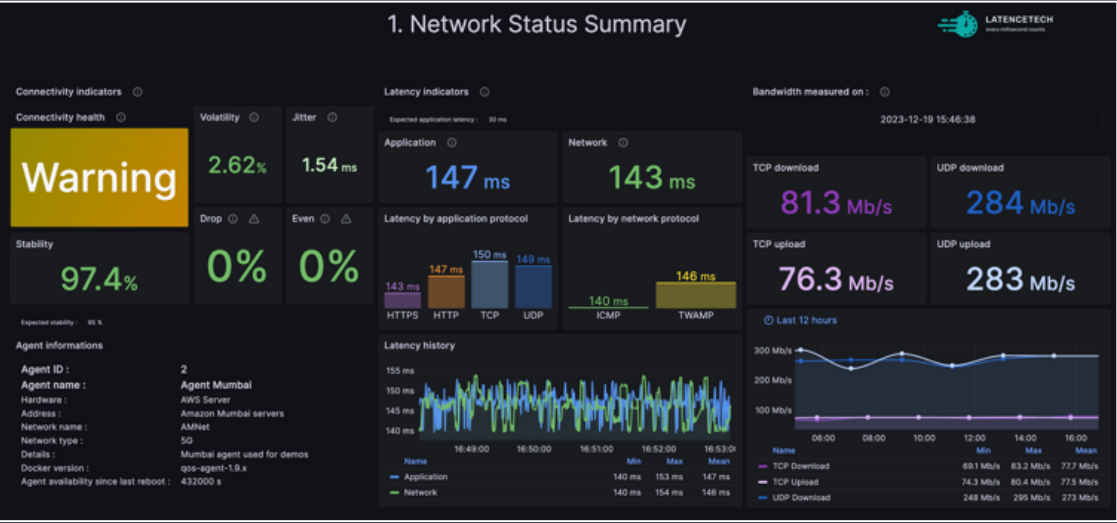 1. Network Status Summary
LATENCETECH
every millisecond counts
Connectivity indicators
Connectivity health
Warning
Volatility
2.62%
Jitter
1.54 ms
Drop
0%
Even
0%
Stability
97.4%
Expected stability : 95 %
Agent informations
Agent ID : 2
Agent name : Agent Mumbai
Hardware : AWS Server
Address : Amazon Mumbai servers
Network name : AMNet
Network type : 5G
Details : Mumbai agent used for demos
Docker version : qos-agent-1.9.x
Agent availability since last reboot : 432000 s
Latency indicators
Expected application latency : 30 ms
Application
147 ms
Network
143 ms
Latency by application protocol
143 ms
147 ms
150 ms
149 ms
HTTPS HTTP TCP UDP
Latency by network protocol
140 ms
146 ms
ICMP TWAMP
Latency history
155 ms
150 ms
145 ms
140 ms
16:49:00 16:50:00 16:51:00 16:52:00 16:53:0
Name Min Max Mean
Application 140 ms 153 ms 147 ms
Network 140 ms 154 ms 146 ms
Bandwidth measured on :
2023-12-19 15:46:38
TCP download
81.3 Mb/s
UDP download
284 Mb/s
TCP upload
76.3 Mb/s
UDP upload
283 Mb/s
Last 12 hours
300 Mb/s
200 Mb/s
100 Mb/s
06:00 08:00 10:00 12:00 14:00 16:00
Name Min Max Mean
TCP Download 69.1 Mb/s 83.2 Mb/s 77.7 Mb/s
TCP Upload 74.3 Mb/s 80.4 Mb/s 77.5 Mb/s
UDP Download 248 Mb/s 295 Mb/s 273 Mb/s